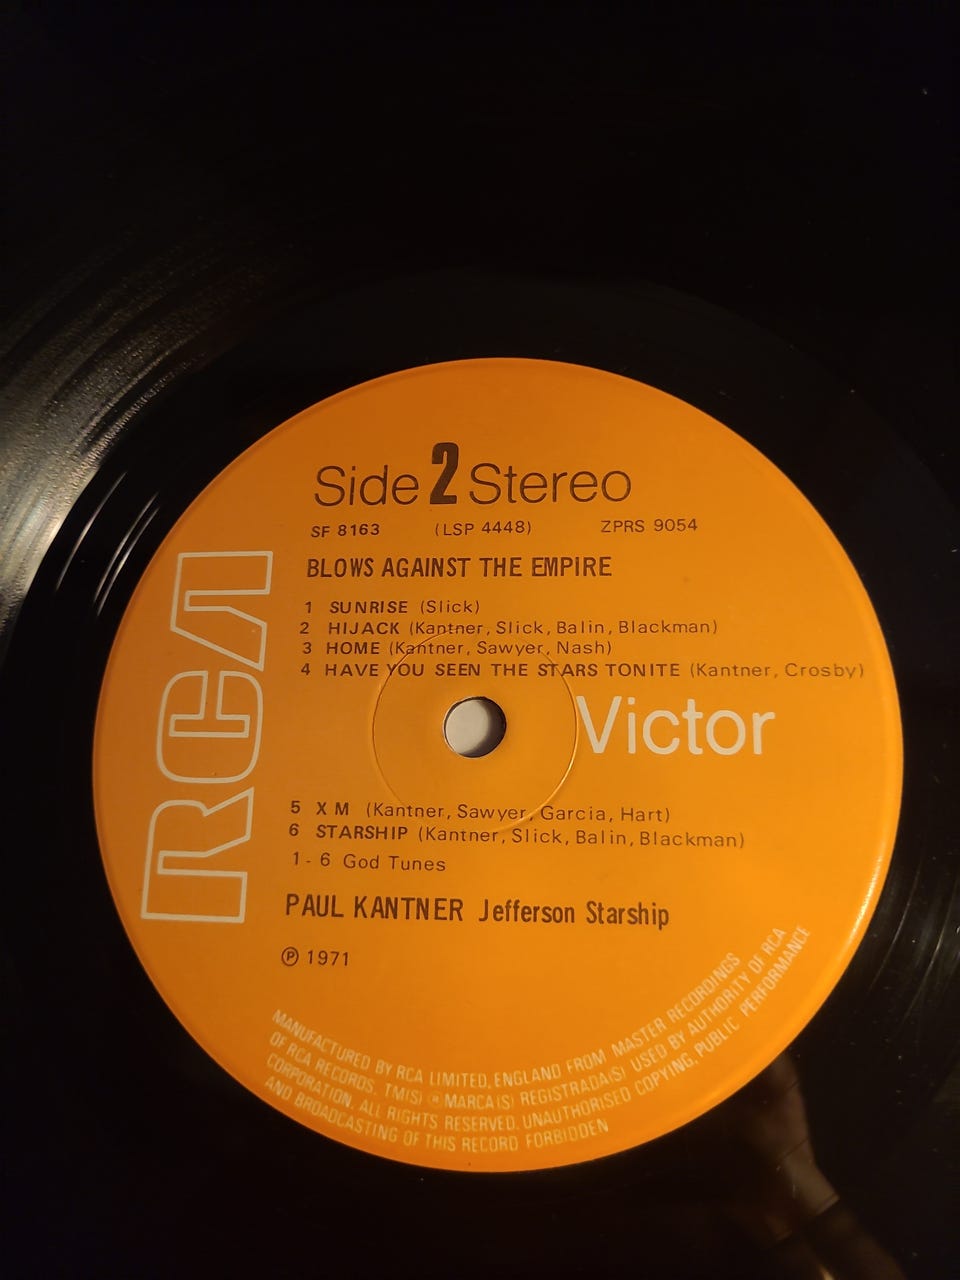 Side 2 Stereo
SF 8163 (LSP 4448) ZPRS 9054
BLOWS AGAINST THE EMPIRE
1 SUNRISE (Slick)
2 HIJACK (Kantner, Slick, Balin, Blackman)
3 HOME (Kantner, Sawyer, Nash)
4 HAVE YOU SEEN THE STARS TONITE (Kantner, Crosby)
RCA Victor
5 X M (Kantner, Sawyer, Garcia, Hart)
6 STARSHIP (Kantner, Slick, Balin, Blackman)
1 - 6 God Tunes
PAUL KANTNER Jefferson Starship
℗ 1971
MANUFACTURED BY RCA LIMITED, ENGLAND FROM MASTER RECORDINGS
OF RCA RECORDS. TM(S) ® MARCA(S) REGISTRADA(S) USED BY AUTHORITY OF RCA
CORPORATION. ALL RIGHTS RESERVED. UNAUTHORISED COPYING, PUBLIC PERFORMANCE
AND BROADCASTING OF THIS RECORD FORBIDDEN